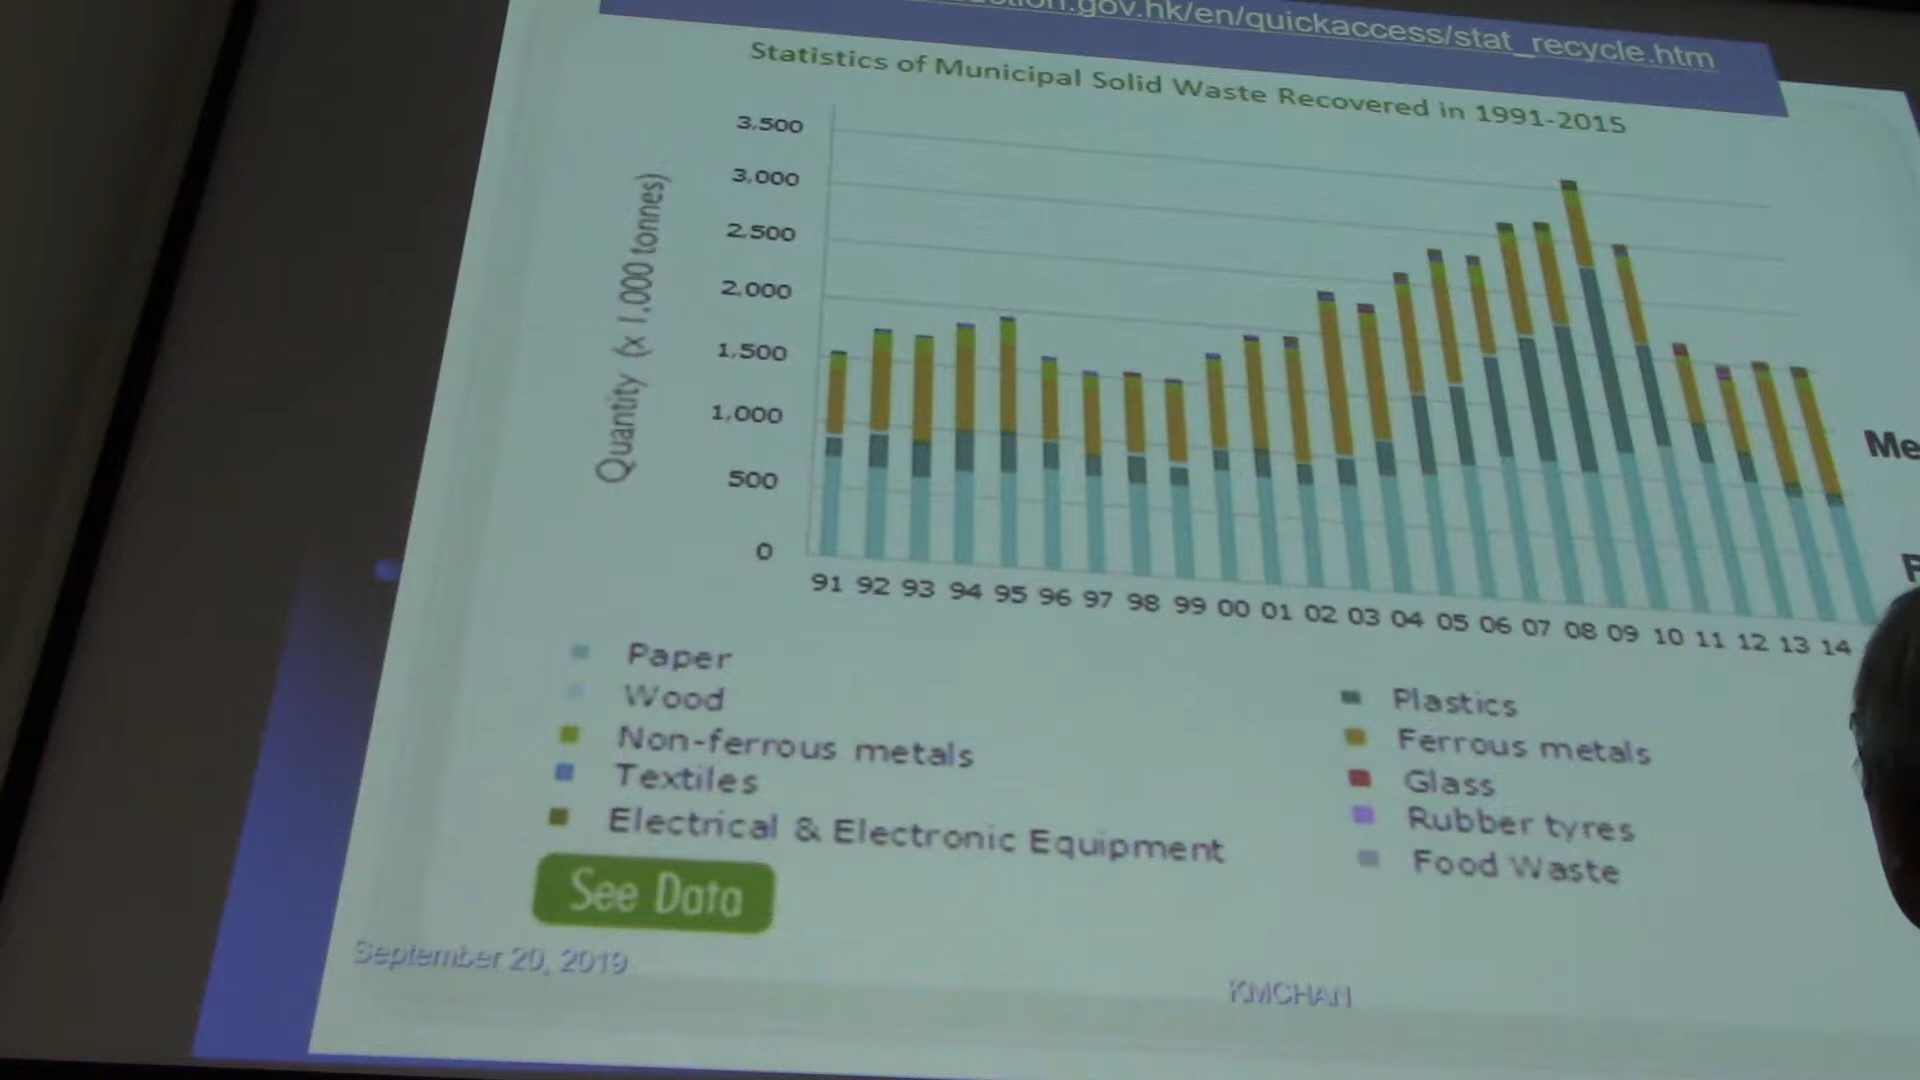 .gov.hk/en/quickaccess/stat_recycle.htm
Statistics of Municipal Solid Waste Recovered in 1991-2015
Quantity (x 1,000 tonnes)
3,500
3,000
2,500
2,000
1,500
1,000
500
0
91 92 93 94 95 96 97 98 99 00 01 02 03 04 05 06 07 08 09 10 11 12 13 14
Me
Paper
Wood
Non-ferrous metals
Textiles
Electrical & Electronic Equipment
Plastics
Ferrous metals
Glass
Rubber tyres
Food Waste
See Data
September 20, 2019
KMCHAN